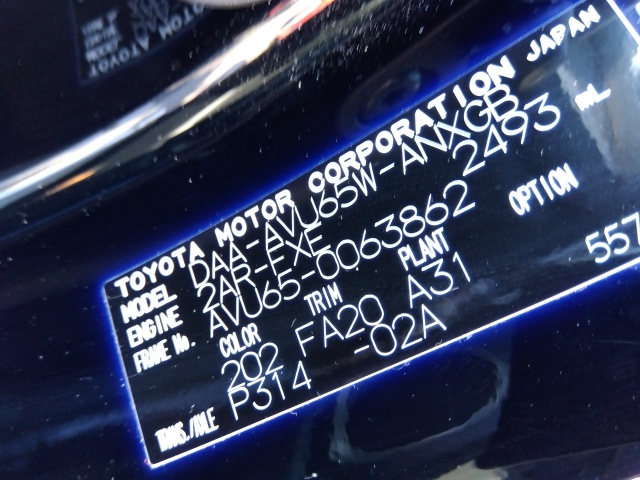 TOYOTA MOTOR CORPORATION JAPAN
MODEL DAA-AVU65W-ANXGB
ENGINE 2AR-FXE 2493 mL
FRAME No. AVU65-0063862
COLOR TRIM PLANT OPTION
202 FA20 A31 557
TRANS./AXLE P314 -02A